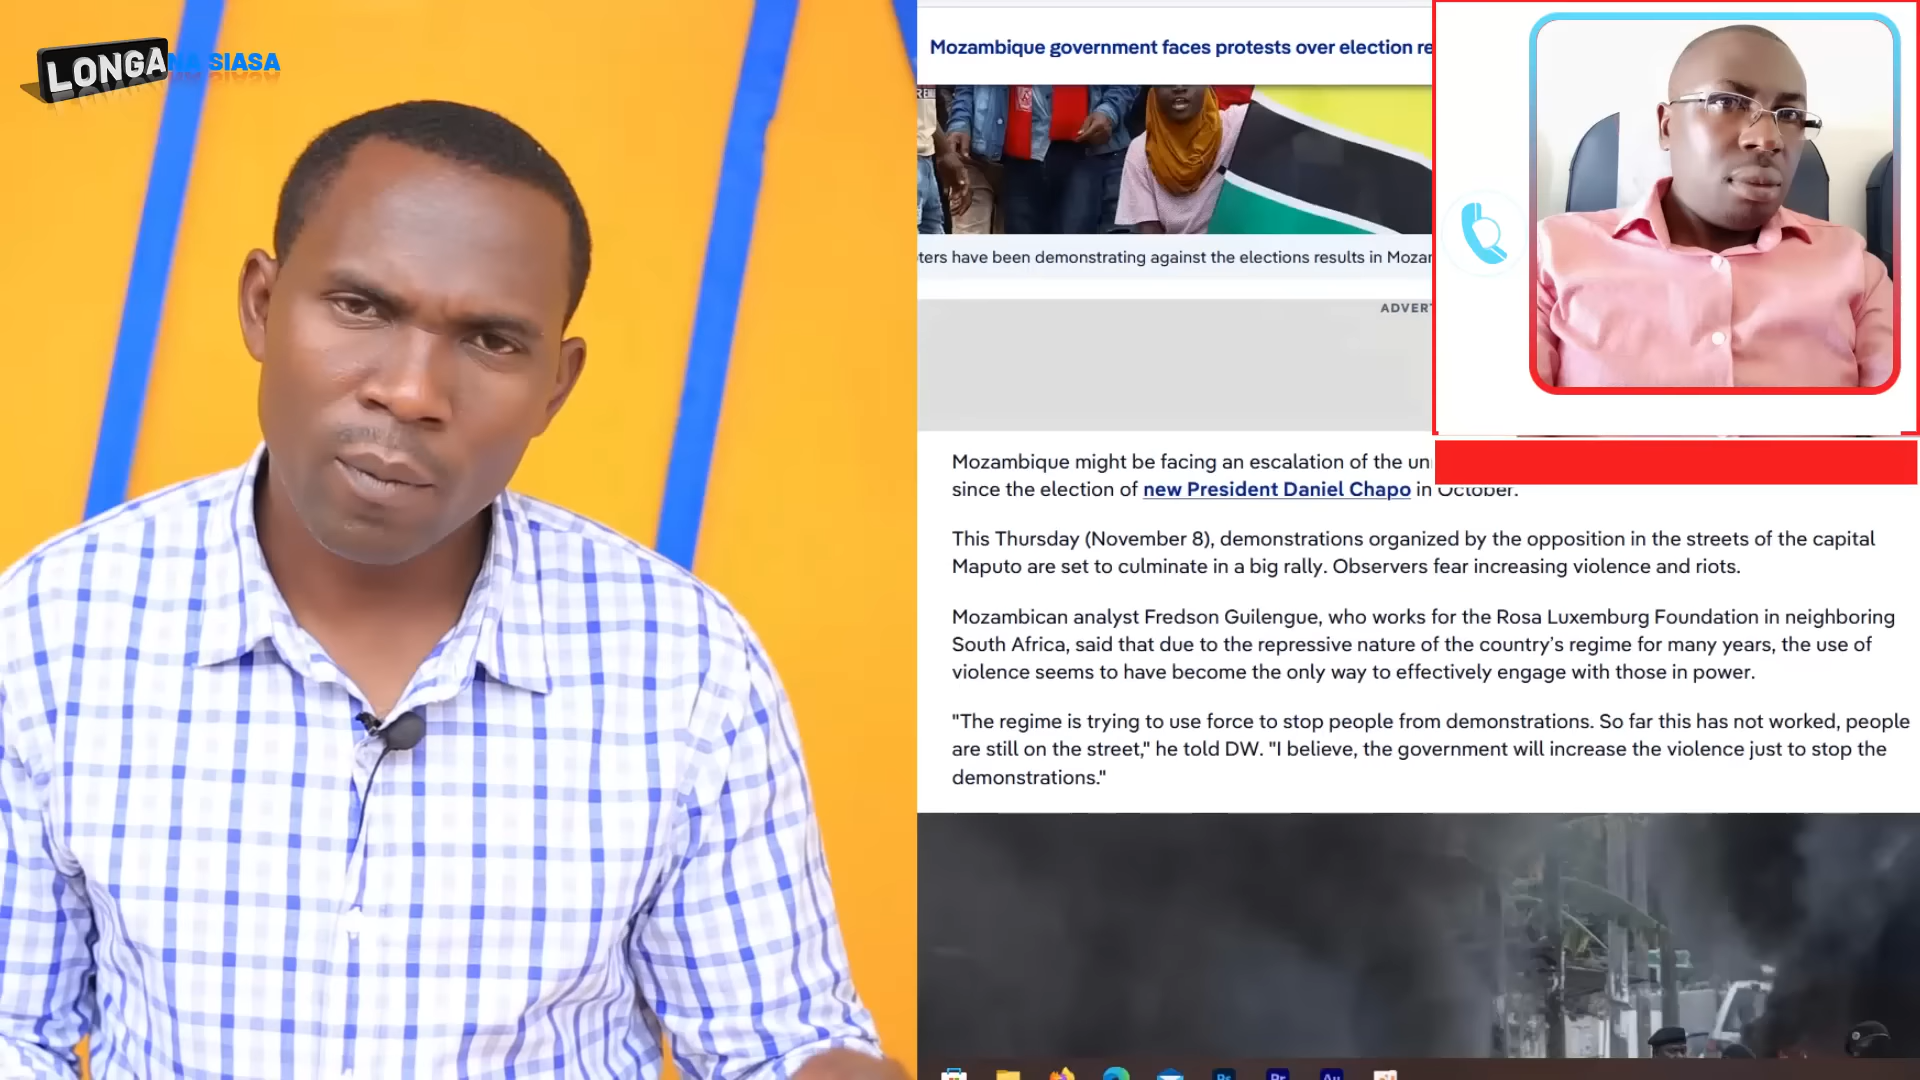 LONGA NA SIASA
Mozambique government faces protests over election re
ters have been demonstrating against the elections results in Mozam
ADVERT
Mozambique might be facing an escalation of the un
since the election of new President Daniel Chapo in October.
This Thursday (November 8), demonstrations organized by the opposition in the streets of the capital
Maputo are set to culminate in a big rally. Observers fear increasing violence and riots.
Mozambican analyst Fredson Guilengue, who works for the Rosa Luxemburg Foundation in neighboring
South Africa, said that due to the repressive nature of the country's regime for many years, the use of
violence seems to have become the only way to effectively engage with those in power.
"The regime is trying to use force to stop people from demonstrations. So far this has not worked, people
are still on the street," he told DW. "I believe, the government will increase the violence just to stop the
demonstrations."
Ps Pr Au